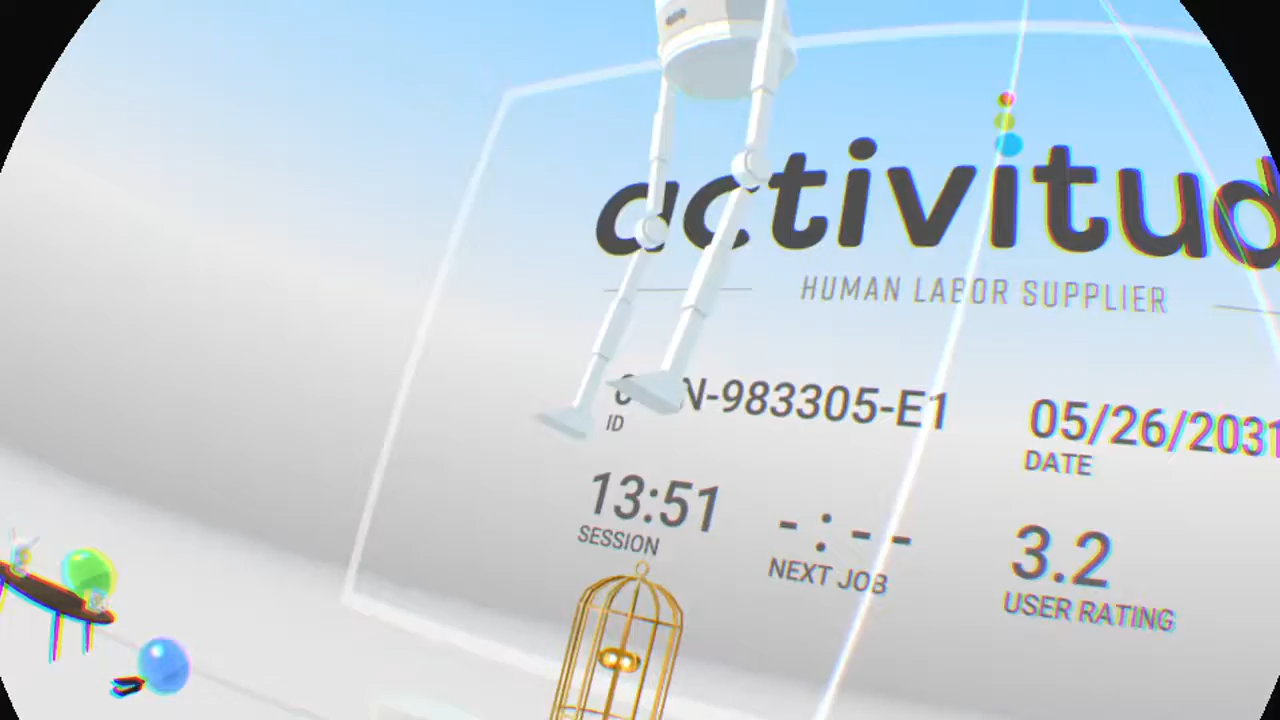 activitud
HUMAN LABOR SUPPLIER
N-983305-E1
ID
05/26/2031
DATE
13:51
SESSION
- : - -
NEXT JOB
3.2
USER RATING